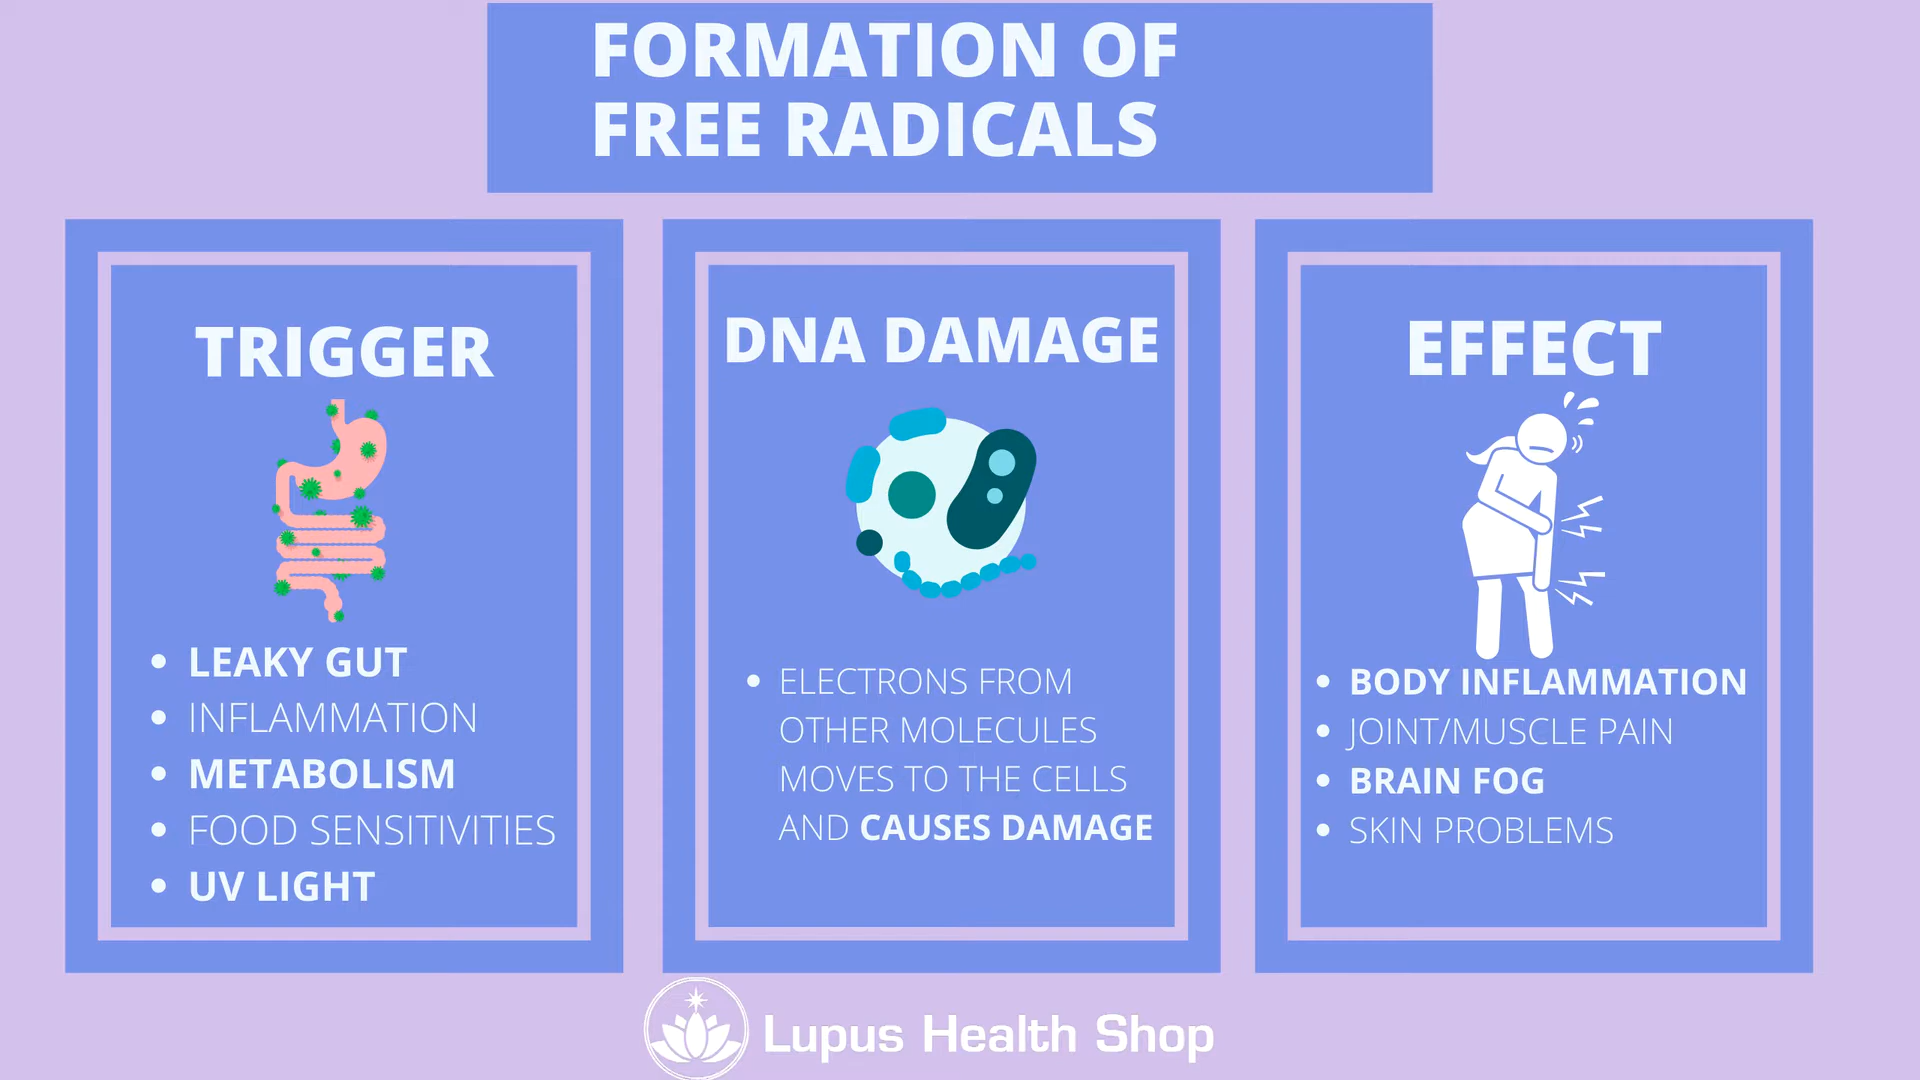 FORMATION OF
FREE RADICALS
TRIGGER
• LEAKY GUT
• INFLAMMATION
• METABOLISM
• FOOD SENSITIVITIES
• UV LIGHT
DNA DAMAGE
• ELECTRONS FROM
OTHER MOLECULES
MOVES TO THE CELLS
AND CAUSES DAMAGE
EFFECT
• BODY INFLAMMATION
• JOINT/MUSCLE PAIN
• BRAIN FOG
• SKIN PROBLEMS
Lupus Health Shop